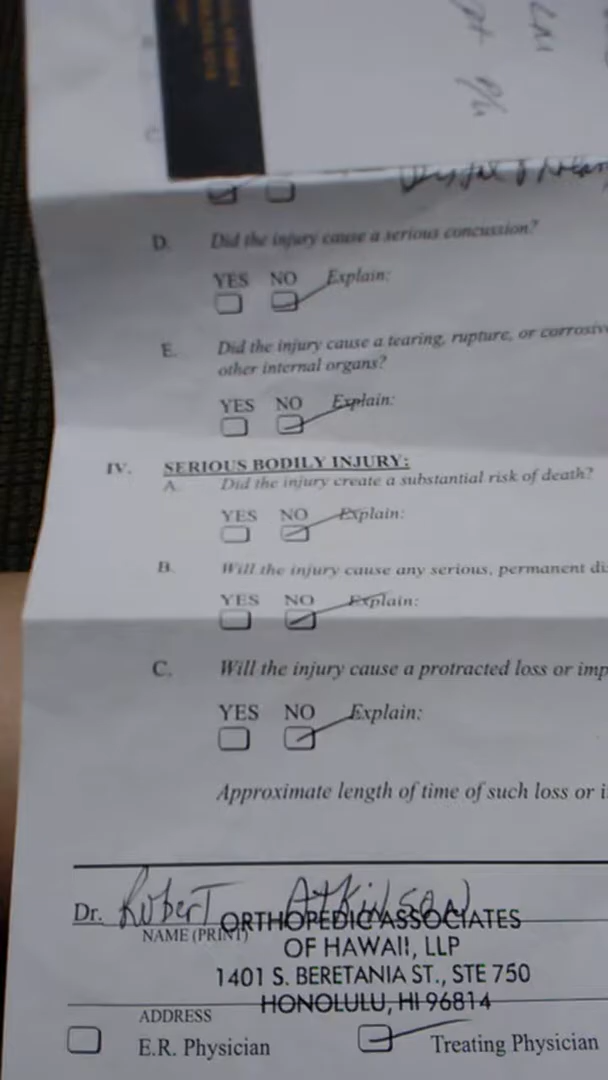 D. Did the injury cause a serious concussion?
YES NO Explain:
E. Did the injury cause a tearing, rupture, or corrosive
other internal organs?
YES NO Explain:
IV. SERIOUS BODILY INJURY:
A. Did the injury create a substantial risk of death?
YES NO Explain:
B. Will the injury cause any serious, permanent
YES NO Explain:
C. Will the injury cause a protracted loss or
YES NO Explain:
Approximate length of time of such loss or
Dr. Robert Atkinson
NAME (PRINT)
ORTHOPEDIC ASSOCIATES
OF HAWAII, LLP
1401 S. BERETANIA ST., STE 750
HONOLULU, HI 96814
ADDRESS
E.R. Physician Treating Physician